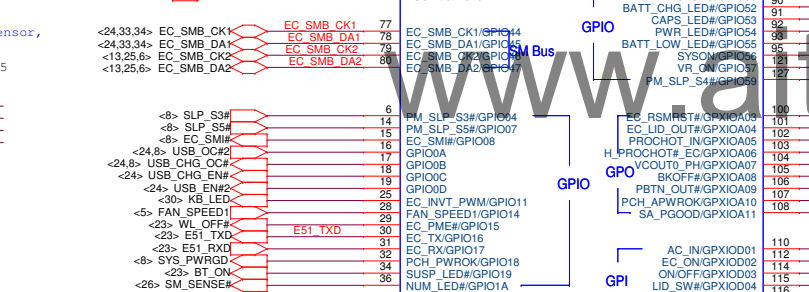 ensor,
5
<24,33,34> EC_SMB_CK1 EC_SMB_CK1 77 EC_SMB_CK1/GPIO44
<24,33,34> EC_SMB_DA1 EC_SMB_DA1 78 EC_SMB_DA1/GPIO45
<13,25,6> EC_SMB_CK2 EC_SMB_CK2 79 EC_SMB_CK2/GPIO46
<13,25,6> EC_SMB_DA2 EC_SMB_DA2 80 EC_SMB_DA2/GPIO47
SM Bus
GPIO
BATT_CHG_LED#/GPIO52 90
CAPS_LED#/GPIO53 91
PWR_LED#/GPIO54 92
BATT_LOW_LED#/GPIO55 93
SYSON/GPIO56 95
VR_ON/GPIO57 121
PM_SLP_S4#/GPIO59 127
www.ait
<8> SLP_S3# 6 PM_SLP_S3#/GPIO04
<8> SLP_S5# 14 PM_SLP_S5#/GPIO07
<8> EC_SMI# 15 EC_SMI#/GPIO08
<24,8> USB_OC#2 16 GPIO0A
<24,8> USB_CHG_OC# 17 GPIO0B
<24> USB_CHG_EN# 18 GPIO0C
<24> USB_EN#2 19 GPIO0D
<30> KB_LED 25 EC_INVT_PWM/GPIO11
<5> FAN_SPEED1 28 FAN_SPEED1/GPIO14
<23> WL_OFF# 29 EC_PME#/GPIO15
<23> E51_TXD E51_TXD 30 EC_TX/GPIO16
<23> E51_RXD 31 EC_RX/GPIO17
<8> SYS_PWRGD 32 PCH_PWROK/GPIO18
<23> BT_ON 34 SUSP_LED#/GPIO19
<26> SM_SENSE# 36 NUM_LED#/GPIO1A
GPIO
EC_RSMRST#/GPXIOA03 100
EC_LID_OUT#/GPXIOA04 101
PROCHOT_IN/GPXIOA05 102
H_PROCHOT#_EC/GPXIOA06 103
VCOUT0_PH/GPXIOA07 104
BKOFF#/GPXIOA08 105
PBTN_OUT#/GPXIOA09 106
PCH_APWROK/GPXIOA10 107
SA_PGOOD/GPXIOA11 108
GPO
AC_IN/GPXIOD01 110
EC_ON/GPXIOD02 112
ON/OFF/GPXIOD03 114
LID_SW#/GPXIOD04 115
116
GPI